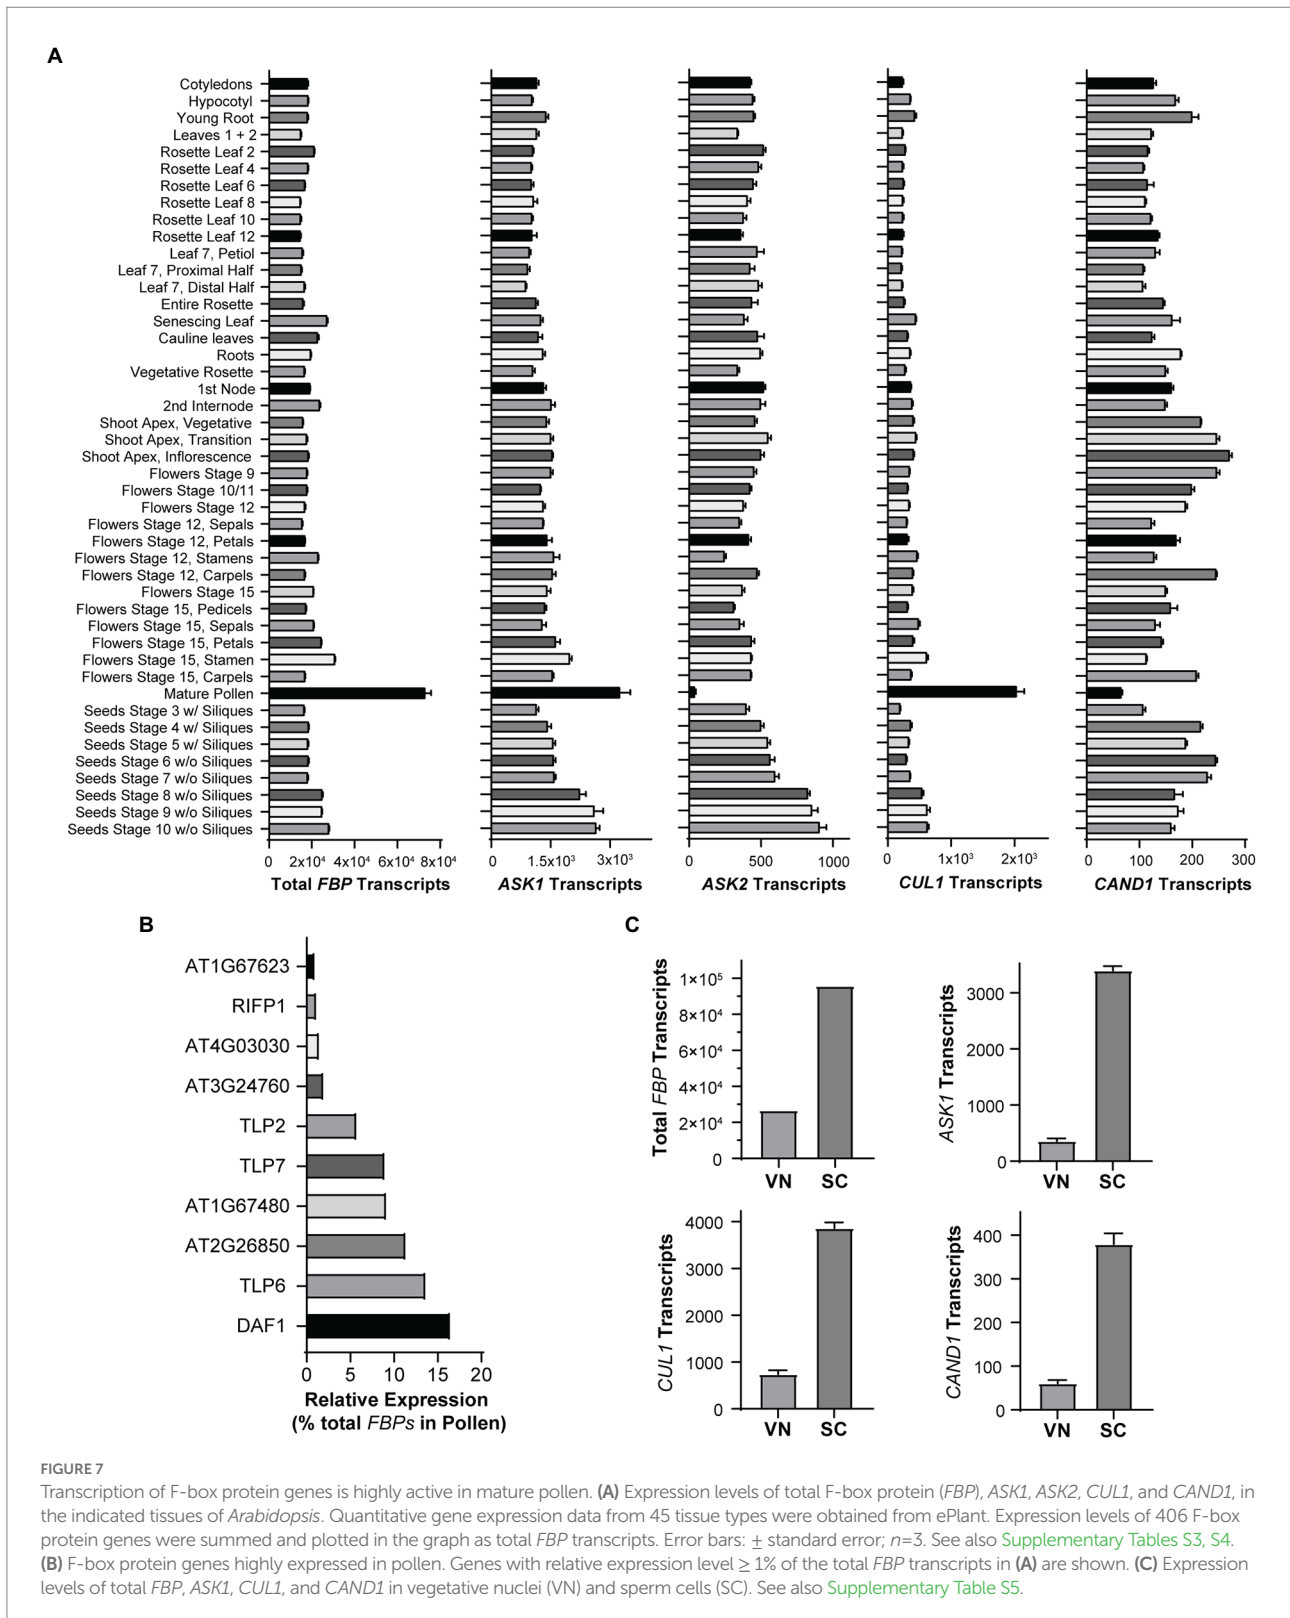 A
Cotyledons
Hypocotyl
Young Root
Leaves 1 + 2
Rosette Leaf 2
Rosette Leaf 4
Rosette Leaf 6
Rosette Leaf 8
Rosette Leaf 10
Rosette Leaf 12
Leaf 7, Petiol
Leaf 7, Proximal Half
Leaf 7, Distal Half
Entire Rosette
Senescing Leaf
Cauline leaves
Roots
Vegetative Rosette
1st Node
2nd Internode
Shoot Apex, Vegetative
Shoot Apex, Transition
Shoot Apex, Inflorescence
Flowers Stage 9
Flowers Stage 10/11
Flowers Stage 12
Flowers Stage 12, Sepals
Flowers Stage 12, Petals
Flowers Stage 12, Stamens
Flowers Stage 12, Carpels
Flowers Stage 15
Flowers Stage 15, Pedicels
Flowers Stage 15, Sepals
Flowers Stage 15, Petals
Flowers Stage 15, Stamen
Flowers Stage 15, Carpels
Mature Pollen
Seeds Stage 3 w/ Siliques
Seeds Stage 4 w/ Siliques
Seeds Stage 5 w/ Siliques
Seeds Stage 6 w/o Siliques
Seeds Stage 7 w/o Siliques
Seeds Stage 8 w/o Siliques
Seeds Stage 9 w/o Siliques
Seeds Stage 10 w/o Siliques
0 2x10⁴ 4x10⁴ 6x10⁴ 8x10⁴
Total FBP Transcripts
0 1.5x10³ 3x10³
ASK1 Transcripts
0 500 1000
ASK2 Transcripts
0 1x10³ 2x10³
CUL1 Transcripts
0 100 200 300
CAND1 Transcripts
B
AT1G67623
RIFP1
AT4G03030
AT3G24760
TLP2
TLP7
AT1G67480
AT2G26850
TLP6
DAF1
0 5 10 15 20
Relative Expression
(% total FBPs in Pollen)
C
Total FBP Transcripts
1×10⁵
8×10⁴
6×10⁴
4×10⁴
2×10⁴
0
VN SC
ASK1 Transcripts
3000
2000
1000
0
VN SC
CUL1 Transcripts
4000
3000
2000
1000
0
VN SC
CAND1 Transcripts
400
300
200
100
0
VN SC
FIGURE 7
Transcription of F-box protein genes is highly active in mature pollen. (A) Expression levels of total F-box protein (FBP), ASK1, ASK2, CUL1, and CAND1, in
the indicated tissues of Arabidopsis. Quantitative gene expression data from 45 tissue types were obtained from ePlant. Expression levels of 406 F-box
protein genes were summed and plotted in the graph as total FBP transcripts. Error bars: ± standard error; n=3. See also Supplementary Tables S3, S4.
(B) F-box protein genes highly expressed in pollen. Genes with relative expression level ≥ 1% of the total FBP transcripts in (A) are shown. (C) Expression
levels of total FBP, ASK1, CUL1, and CAND1 in vegetative nuclei (VN) and sperm cells (SC). See also Supplementary Table S5.